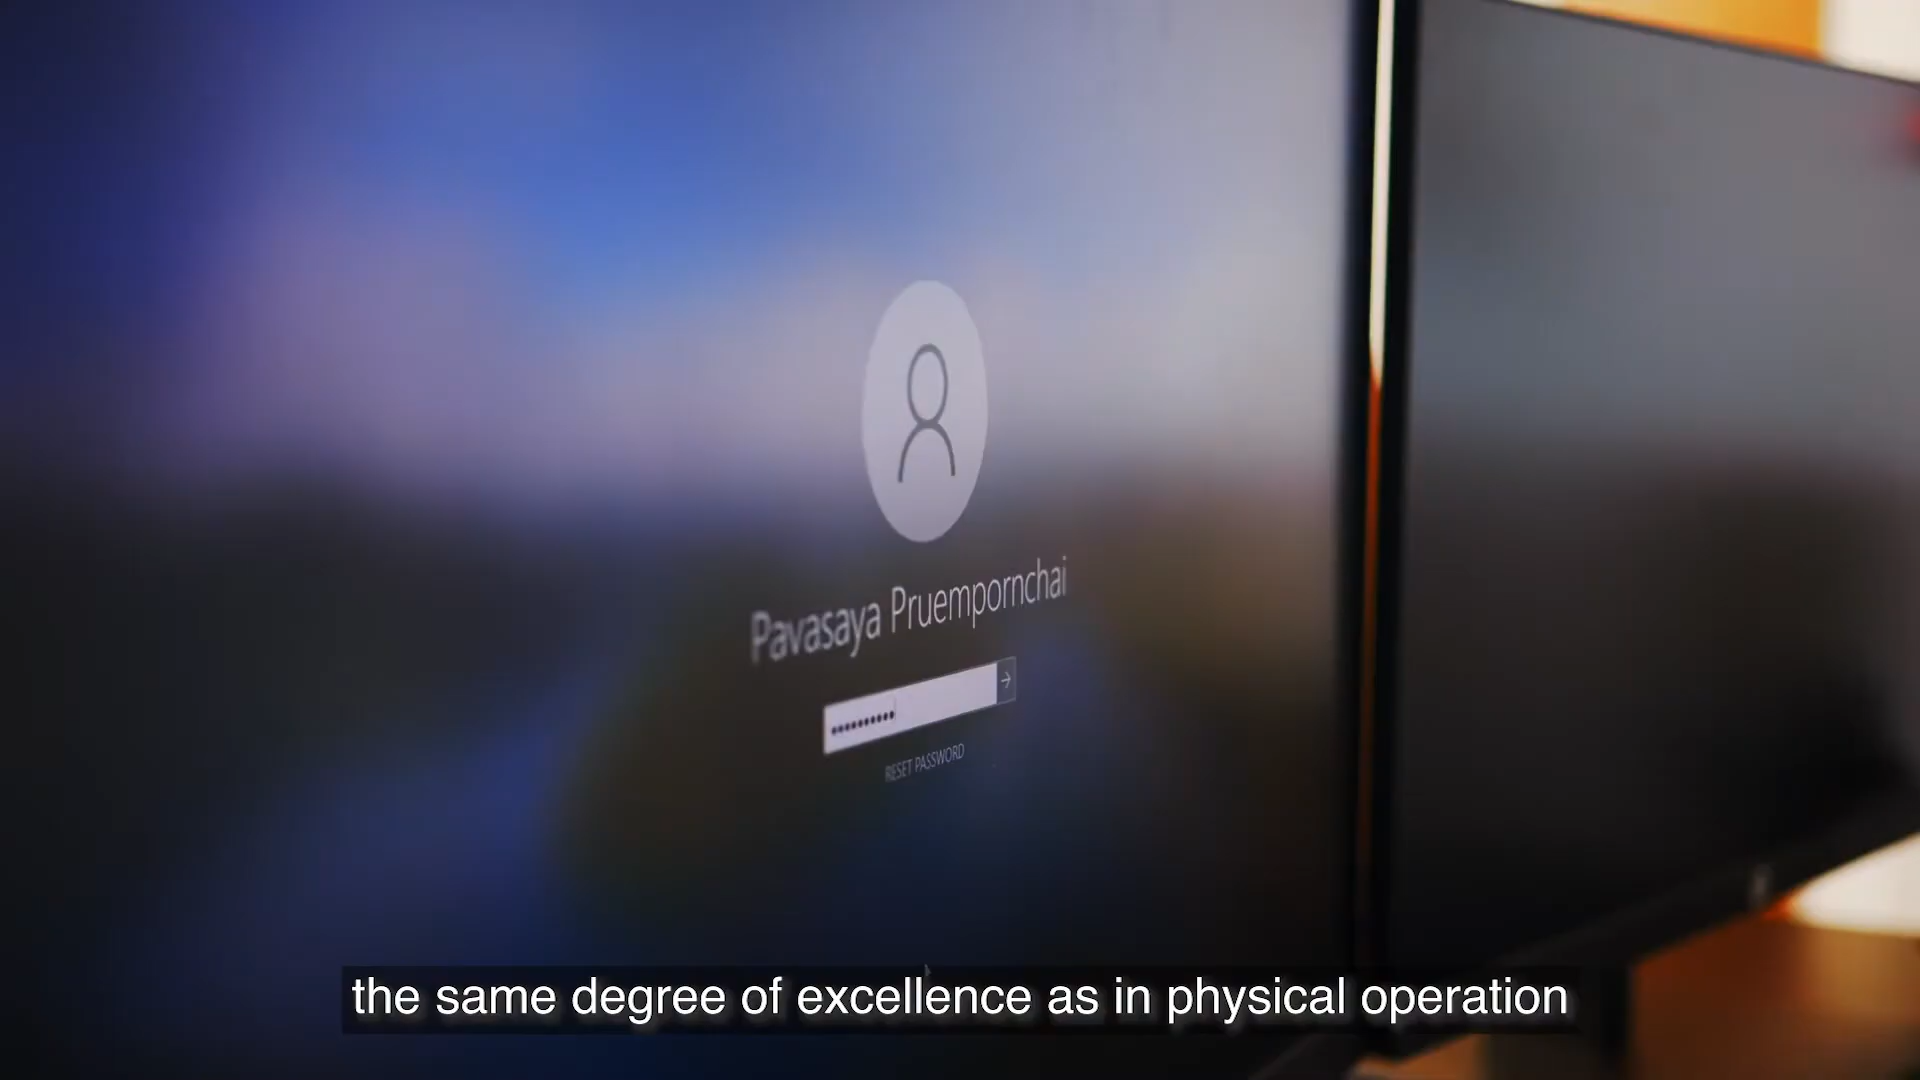 Pavasaya Pruempornchai
RESET PASSWORD
the same degree of excellence as in physical operation